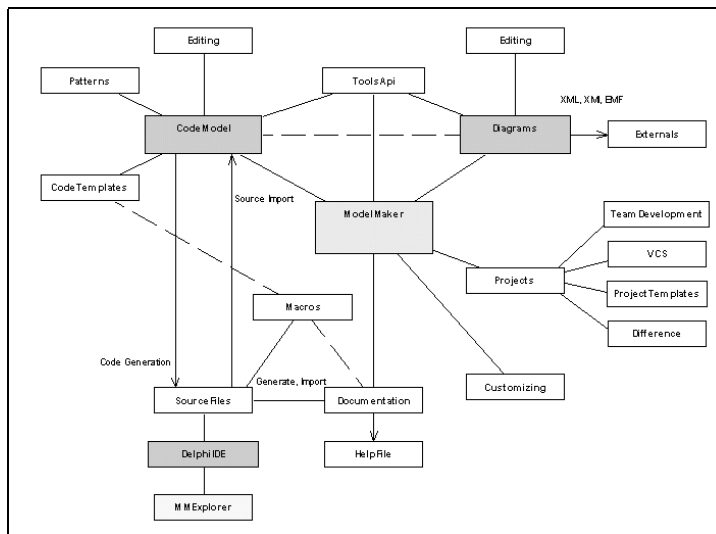 Editing
Editing
Patterns
ToolsApi
XML, XMI, EMF
CodeModel
Diagrams
Externals
CodeTemplates
Source Import
ModelMaker
Team Development
VCS
Projects
ProjectTemplates
Macros
Difference
Code Generation
Generate, Import
Customizing
SourceFiles
Documentation
DelphiIDE
HelpFile
MMExplorer